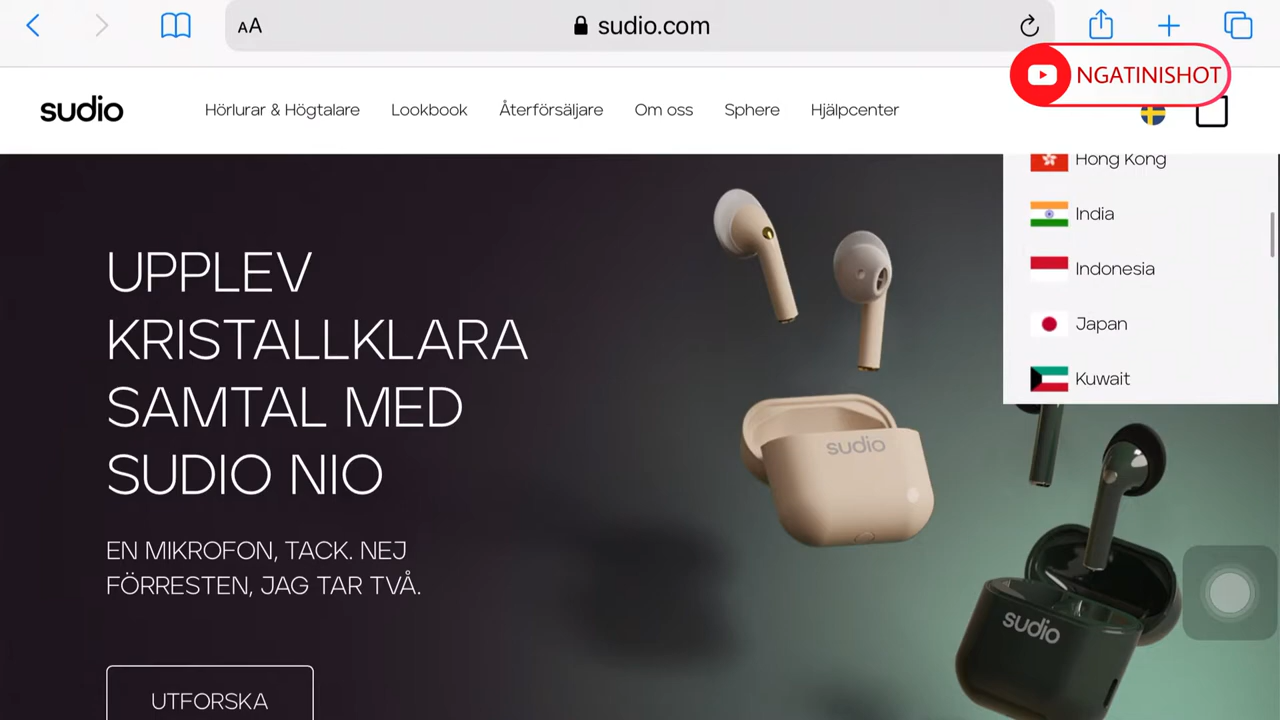 AA
sudio.com
NGATINISHOT
sudio
Hörlurar & Högtalare
Lookbook
Återförsäljare
Om oss
Sphere
Hjälpcenter
Hong Kong
India
Indonesia
Japan
Kuwait
UPPLEV
KRISTALLKLARA
SAMTAL MED
SUDIO NIO
EN MIKROFON, TACK. NEJ
FÖRRESTEN, JAG TAR TVÅ.
UTFORSKA
sudio
sudio